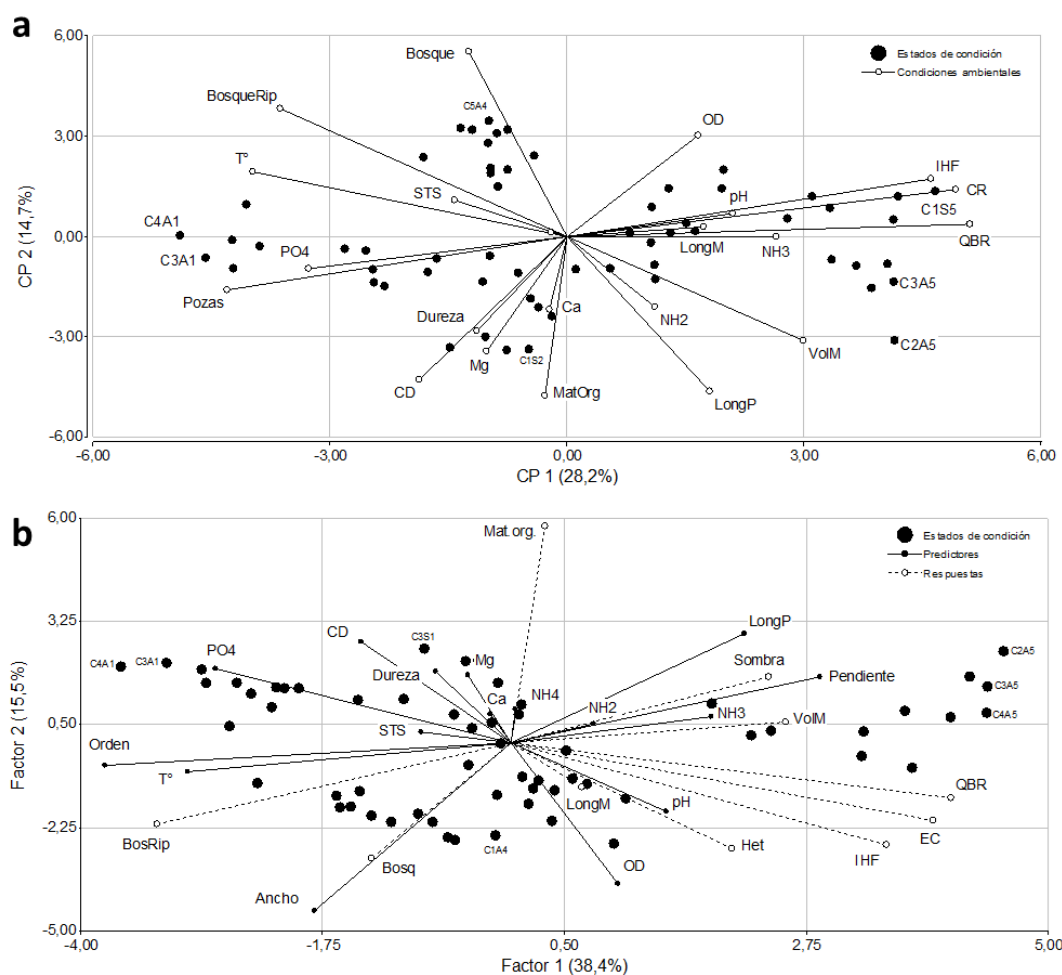 a
6,00
Bosque
Estados de condición
Condiciones ambientales
BosqueRip
C5A4
3,00
OD
T°
IHF
STS
pH
CR
C4A1
C1S5
0,00
PO4
LongM
NH3
QBR
C3A1
C3A5
Pozas
Ca
Dureza
NH2
-3,00
VolM
C2A5
Mg
C1S2
CD
MatOrg
LongP
-6,00
-6,00 -3,00 0,00 3,00 6,00
CP 1 (28,2%)
CP 2 (14,7%)
b
6,00
Mat.org.
Estados de condición
Predictores
Respuestas
3,25
CD
C3S1
LongP
PO4
C4A1
C3A1
Mg
Sombra
C2A5
Dureza
Pendiente
C3A5
Ca
NH4
NH2
NH3
C4A5
0,50
STS
VolM
Orden
T°
QBR
LongM
pH
-2,25
BosRip
C1A4
Het
EC
Bosq
OD
IHF
Ancho
-5,00
-4,00 -1,75 0,50 2,75 5,00
Factor 1 (38,4%)
Factor 2 (15,5%)